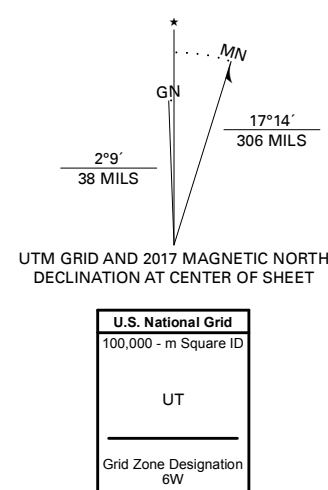 ★
MN
GN
17°14´
306 MILS
2°9´
38 MILS
UTM GRID AND 2017 MAGNETIC NORTH
DECLINATION AT CENTER OF SHEET
U.S. National Grid
100,000 - m Square ID
UT
Grid Zone Designation
6W